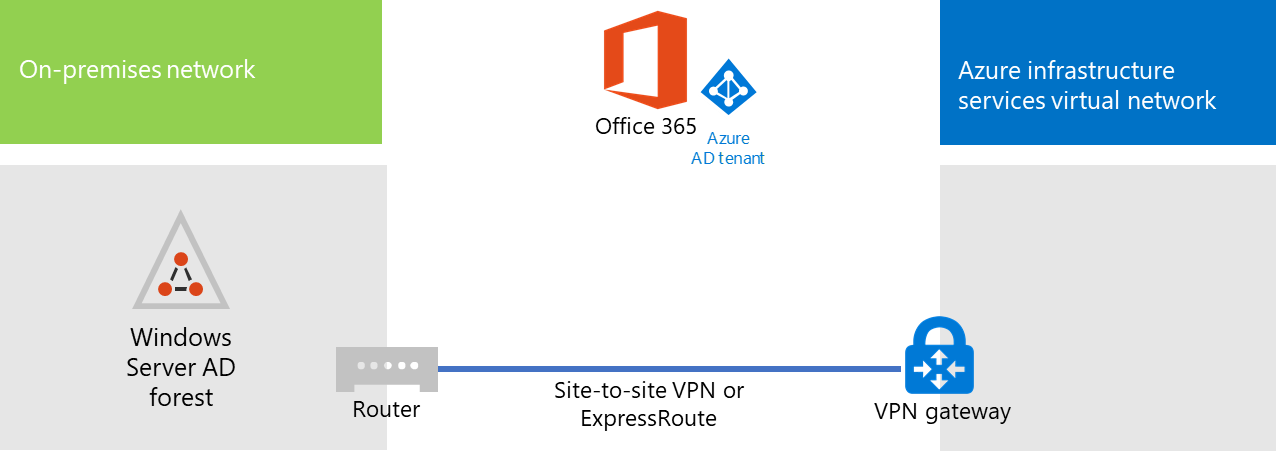 On-premises network
Office 365
Azure
AD tenant
Azure infrastructure
services virtual network
Windows
Server AD
forest
Router
Site-to-site VPN or
ExpressRoute
VPN gateway